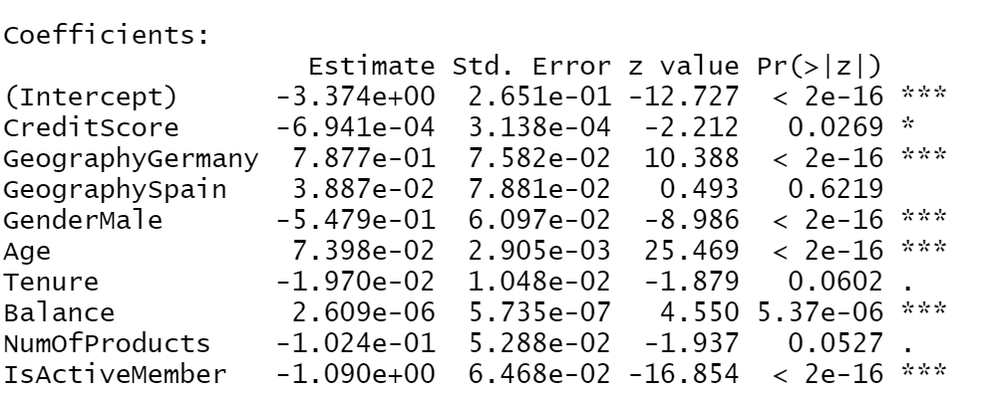 Coefficients:
                   Estimate Std. Error z value Pr(>|z|)
(Intercept)      -3.374e+00  2.651e-01 -12.727  < 2e-16 ***
CreditScore      -6.941e-04  3.138e-04  -2.212   0.0269 *
GeographyGermany  7.877e-01  7.582e-02  10.388  < 2e-16 ***
GeographySpain    3.887e-02  7.881e-02   0.493   0.6219
GenderMale       -5.479e-01  6.097e-02  -8.986  < 2e-16 ***
Age               7.398e-02  2.905e-03  25.469  < 2e-16 ***
Tenure           -1.970e-02  1.048e-02  -1.879   0.0602 .
Balance           2.609e-06  5.735e-07   4.550 5.37e-06 ***
NumOfProducts    -1.024e-01  5.288e-02  -1.937   0.0527 .
IsActiveMember   -1.090e+00  6.468e-02 -16.854  < 2e-16 ***